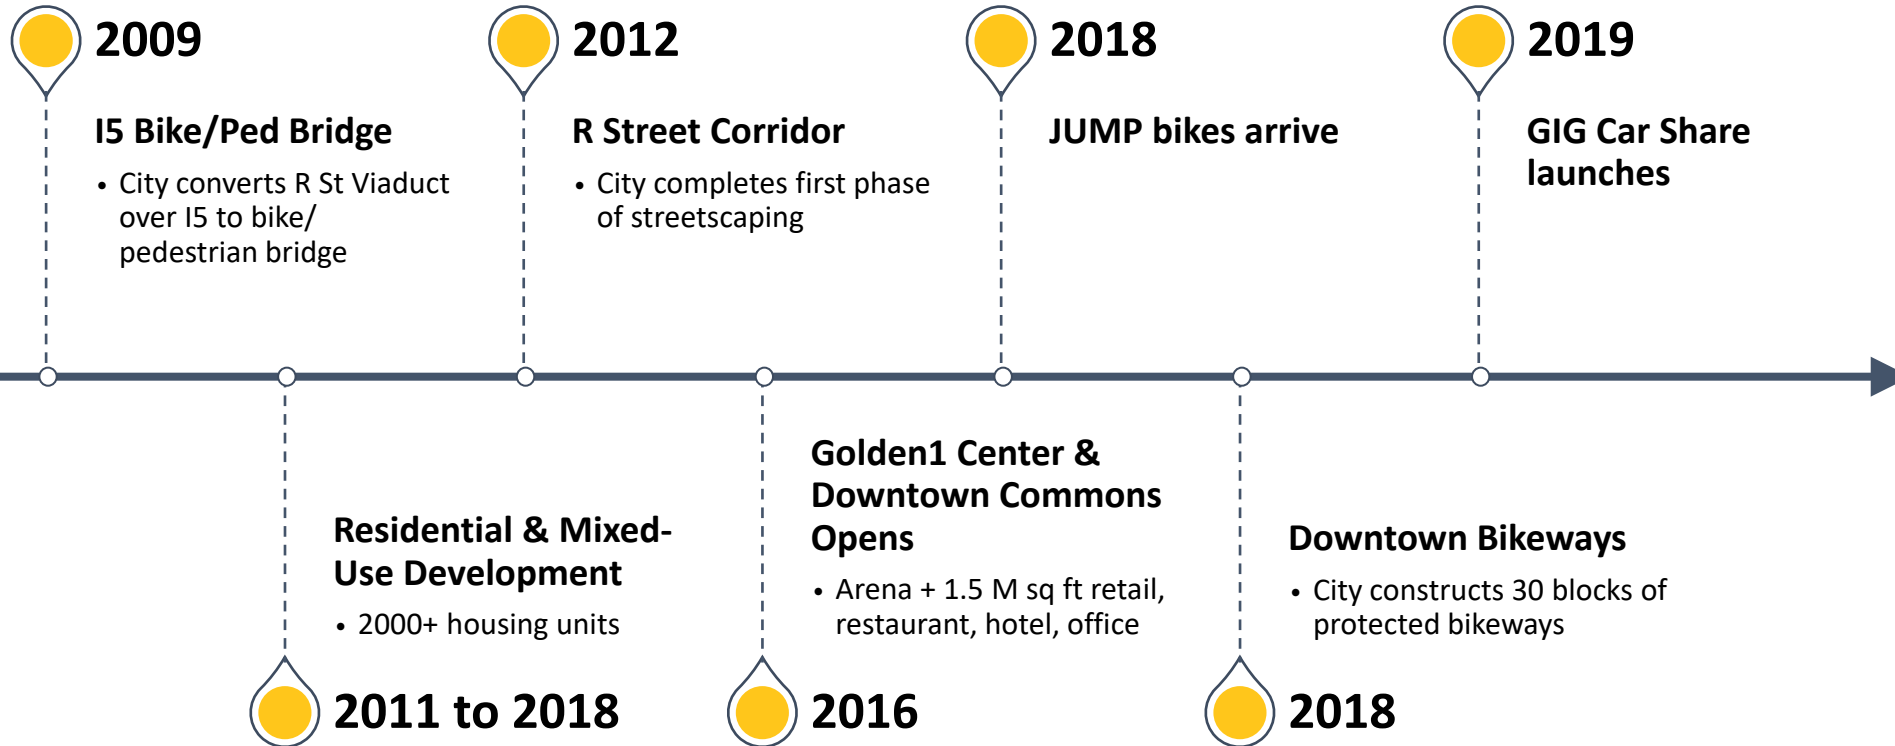 2009
I5 Bike/Ped Bridge
• City converts R St Viaduct
over I5 to bike/
pedestrian bridge
2012
R Street Corridor
• City completes first phase
of streetscaping
2018
JUMP bikes arrive
2019
GIG Car Share
launches
Residential & Mixed-
Use Development
• 2000+ housing units
2011 to 2018
Golden1 Center &
Downtown Commons
Opens
• Arena + 1.5 M sq ft retail,
restaurant, hotel, office
2016
Downtown Bikeways
• City constructs 30 blocks of
protected bikeways
2018